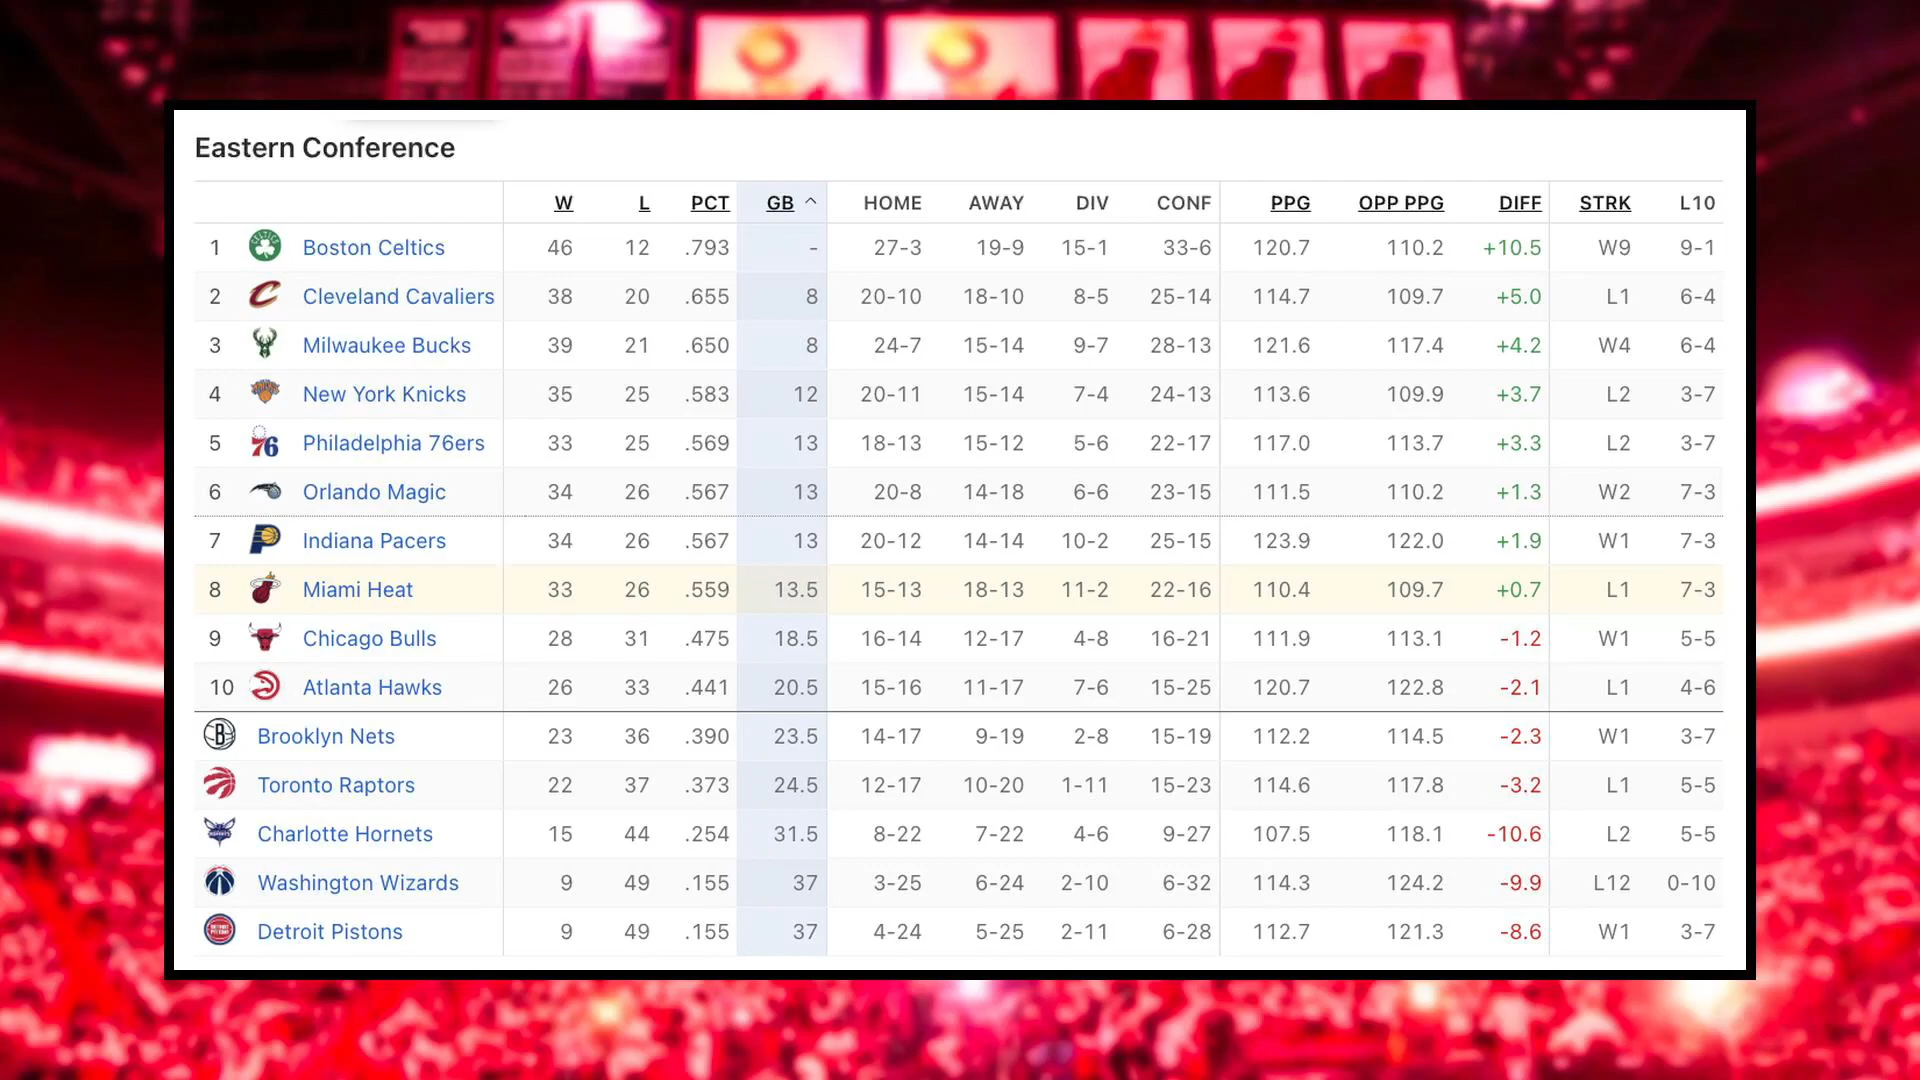 Eastern Conference
W L PCT GB HOME AWAY DIV CONF PPG OPP PPG DIFF STRK L10
1 Boston Celtics 46 12 .793 - 27-3 19-9 15-1 33-6 120.7 110.2 +10.5 W9 9-1
2 Cleveland Cavaliers 38 20 .655 8 20-10 18-10 8-5 25-14 114.7 109.7 +5.0 L1 6-4
3 Milwaukee Bucks 39 21 .650 8 24-7 15-14 9-7 28-13 121.6 117.4 +4.2 W4 6-4
4 New York Knicks 35 25 .583 12 20-11 15-14 7-4 24-13 113.6 109.9 +3.7 L2 3-7
5 Philadelphia 76ers 33 25 .569 13 18-13 15-12 5-6 22-17 117.0 113.7 +3.3 L2 3-7
6 Orlando Magic 34 26 .567 13 20-8 14-18 6-6 23-15 111.5 110.2 +1.3 W2 7-3
7 Indiana Pacers 34 26 .567 13 20-12 14-14 10-2 25-15 123.9 122.0 +1.9 W1 7-3
8 Miami Heat 33 26 .559 13.5 15-13 18-13 11-2 22-16 110.4 109.7 +0.7 L1 7-3
9 Chicago Bulls 28 31 .475 18.5 16-14 12-17 4-8 16-21 111.9 113.1 -1.2 W1 5-5
10 Atlanta Hawks 26 33 .441 20.5 15-16 11-17 7-6 15-25 120.7 122.8 -2.1 L1 4-6
Brooklyn Nets 23 36 .390 23.5 14-17 9-19 2-8 15-19 112.2 114.5 -2.3 W1 3-7
Toronto Raptors 22 37 .373 24.5 12-17 10-20 1-11 15-23 114.6 117.8 -3.2 L1 5-5
Charlotte Hornets 15 44 .254 31.5 8-22 7-22 4-6 9-27 107.5 118.1 -10.6 L2 5-5
Washington Wizards 9 49 .155 37 3-25 6-24 2-10 6-32 114.3 124.2 -9.9 L12 0-10
Detroit Pistons 9 49 .155 37 4-24 5-25 2-11 6-28 112.7 121.3 -8.6 W1 3-7